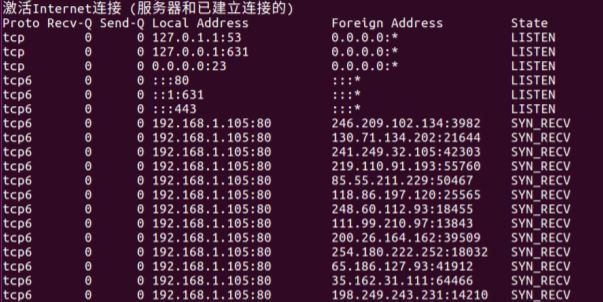 激活Internet连接 (服务器和已建立连接的)
Proto Recv-Q Send-Q Local Address Foreign Address State
tcp 0 0 127.0.1.1:53 0.0.0.0:* LISTEN
tcp 0 0 127.0.0.1:631 0.0.0.0:* LISTEN
tcp 0 0 0.0.0.0:23 0.0.0.0:* LISTEN
tcp6 0 0 :::80 :::* LISTEN
tcp6 0 0 ::1:631 :::* LISTEN
tcp6 0 0 :::443 :::* LISTEN
tcp6 0 0 192.168.1.105:80 246.209.102.134:3982 SYN_RECV
tcp6 0 0 192.168.1.105:80 130.71.134.202:21644 SYN_RECV
tcp6 0 0 192.168.1.105:80 241.249.32.105:42303 SYN_RECV
tcp6 0 0 192.168.1.105:80 219.110.91.193:55760 SYN_RECV
tcp6 0 0 192.168.1.105:80 85.55.211.229:50467 SYN_RECV
tcp6 0 0 192.168.1.105:80 118.86.197.120:25565 SYN_RECV
tcp6 0 0 192.168.1.105:80 248.60.112.93:18455 SYN_RECV
tcp6 0 0 192.168.1.105:80 111.99.210.97:13843 SYN_RECV
tcp6 0 0 192.168.1.105:80 200.26.164.162:39509 SYN_RECV
tcp6 0 0 192.168.1.105:80 254.180.222.252:18032 SYN_RECV
tcp6 0 0 192.168.1.105:80 65.186.127.93:41912 SYN_RECV
tcp6 0 0 192.168.1.105:80 35.162.31.111:64466 SYN_RECV
tcp6 0 0 192.168.1.105:80 198.249.243.231:14210 SYN_RECV